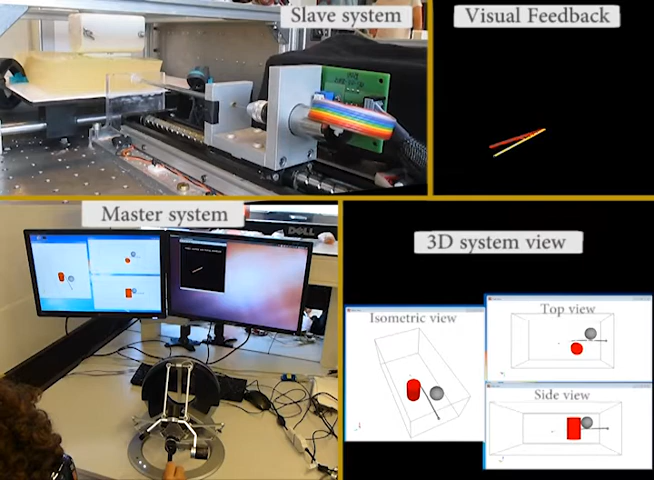 Slave system
Visual Feedback
Master system
DELL
3D system view
Isometric view
Top view
Side view